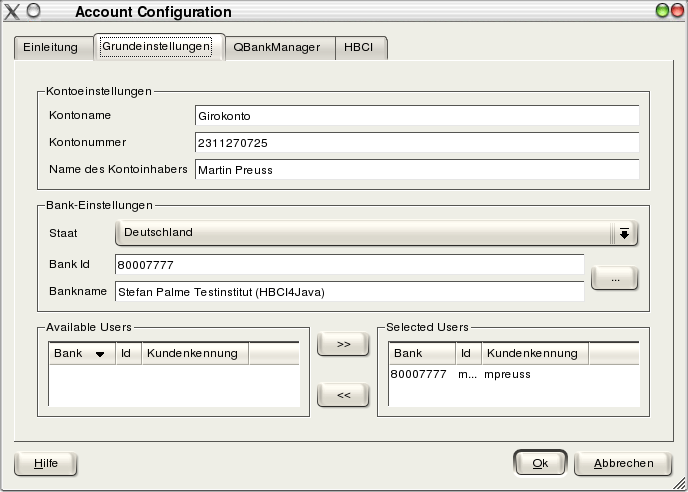 Account Configuration
Einleitung Grundeinstellungen QBankManager HBCI
Kontoeinstellungen
Kontoname Girokonto
Kontonummer 2311270725
Name des Kontoinhabers Martin Preuss
Bank-Einstellungen
Staat Deutschland
Bank Id 80007777
...
Bankname Stefan Palme Testinstitut (HBCI4Java)
Available Users
Bank Id Kundenkennung
>>
<<
Selected Users
Bank Id Kundenkennung
80007777 m... mpreuss
Hilfe Ok Abbrechen